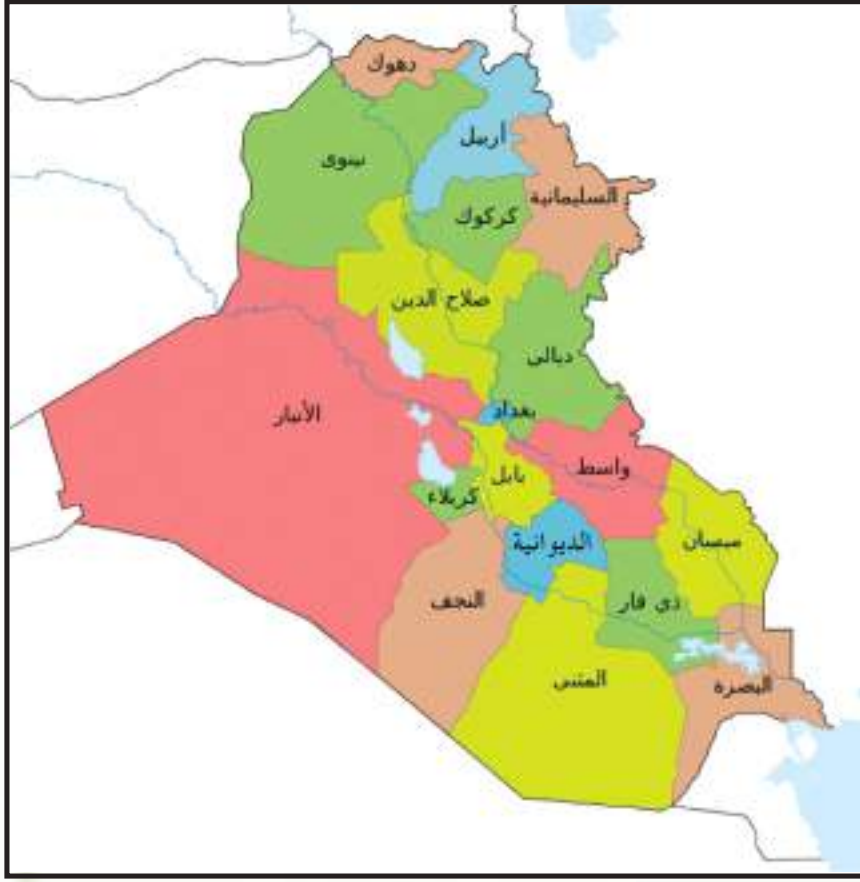 دهوك
أربيل
نينوى
السليمانية
كركوك
صلاح الدين
ديالى
بغداد
الأنبار
واسط
بابل
كربلاء
الديوانية
ميسان
النجف
ذي قار
المثنى
البصرة